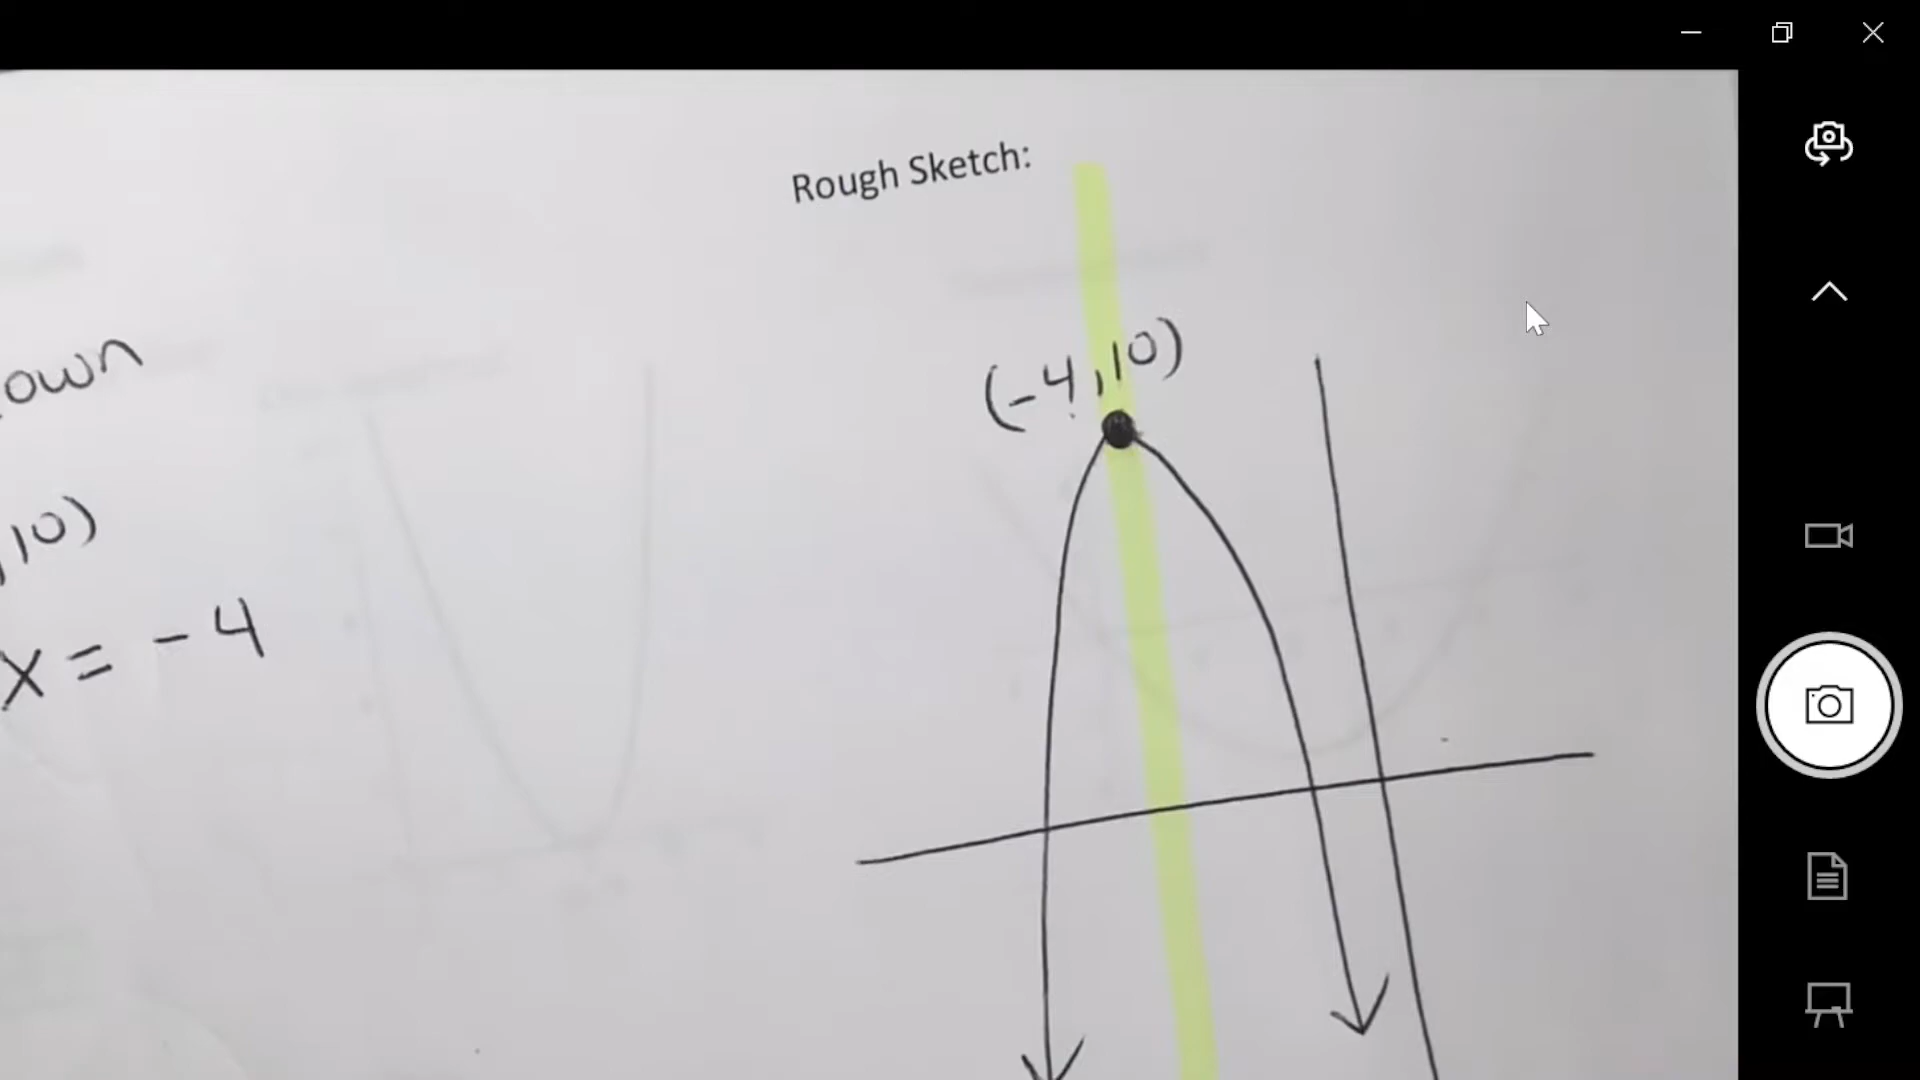 Rough Sketch:
own
(-4,10)
,10)
x = -4